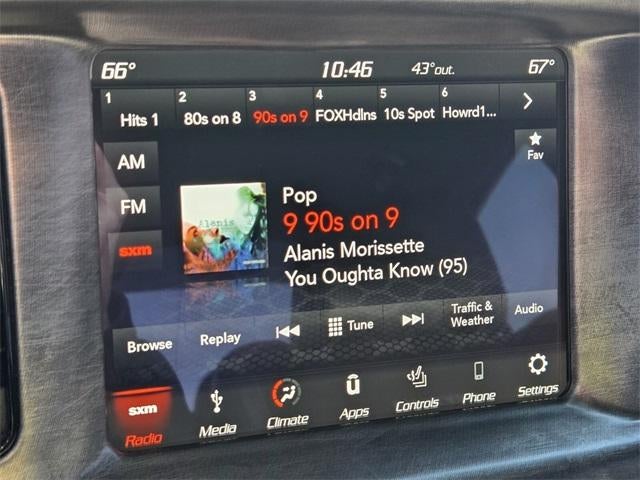 66° 10:46 43°out. 67°
1 Hits 1 2 80s on 8 3 90s on 9 4 FOXHdlns 5 10s Spot 6 Howrd1...
AM
Fav
FM
sxm
Pop
9 90s on 9
Alanis
Alanis Morissette
You Oughta Know (95)
Browse Replay Tune Traffic &
Weather Audio
sxm
Radio Media Climate Apps Controls Phone Settings